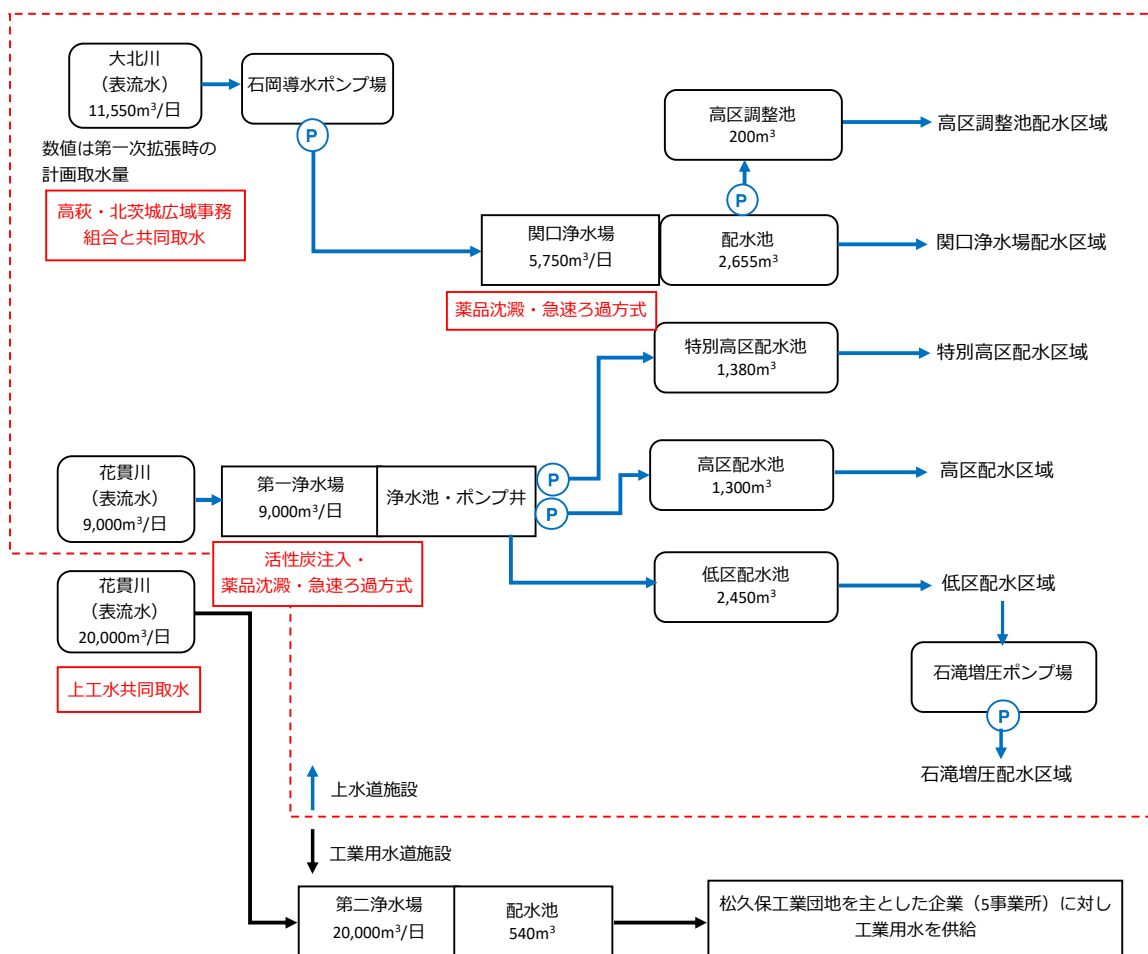 大北川
（表流水）
11,550m³/日
石岡導水ポンプ場
P
数値は第一次拡張時の
計画取水量
高萩・北茨城広域事務
組合と共同取水
高区調整池
200m³
高区調整池配水区域
P
関口浄水場
5,750m³/日
配水池
2,655m³
関口浄水場配水区域
薬品沈澱・急速ろ過方式
特別高区配水池
1,380m³
特別高区配水区域
花貫川
（表流水）
9,000m³/日
第一浄水場
9,000m³/日
浄水池・ポンプ井
P
P
高区配水池
1,300m³
高区配水区域
活性炭注入・
薬品沈澱・急速ろ過方式
低区配水池
2,450m³
低区配水区域
花貫川
（表流水）
20,000m³/日
上工水共同取水
石滝増圧ポンプ場
P
石滝増圧配水区域
上水道施設
工業用水道施設
第二浄水場
20,000m³/日
配水池
540m³
松久保工業団地を主とした企業（5事業所）に対し
工業用水を供給